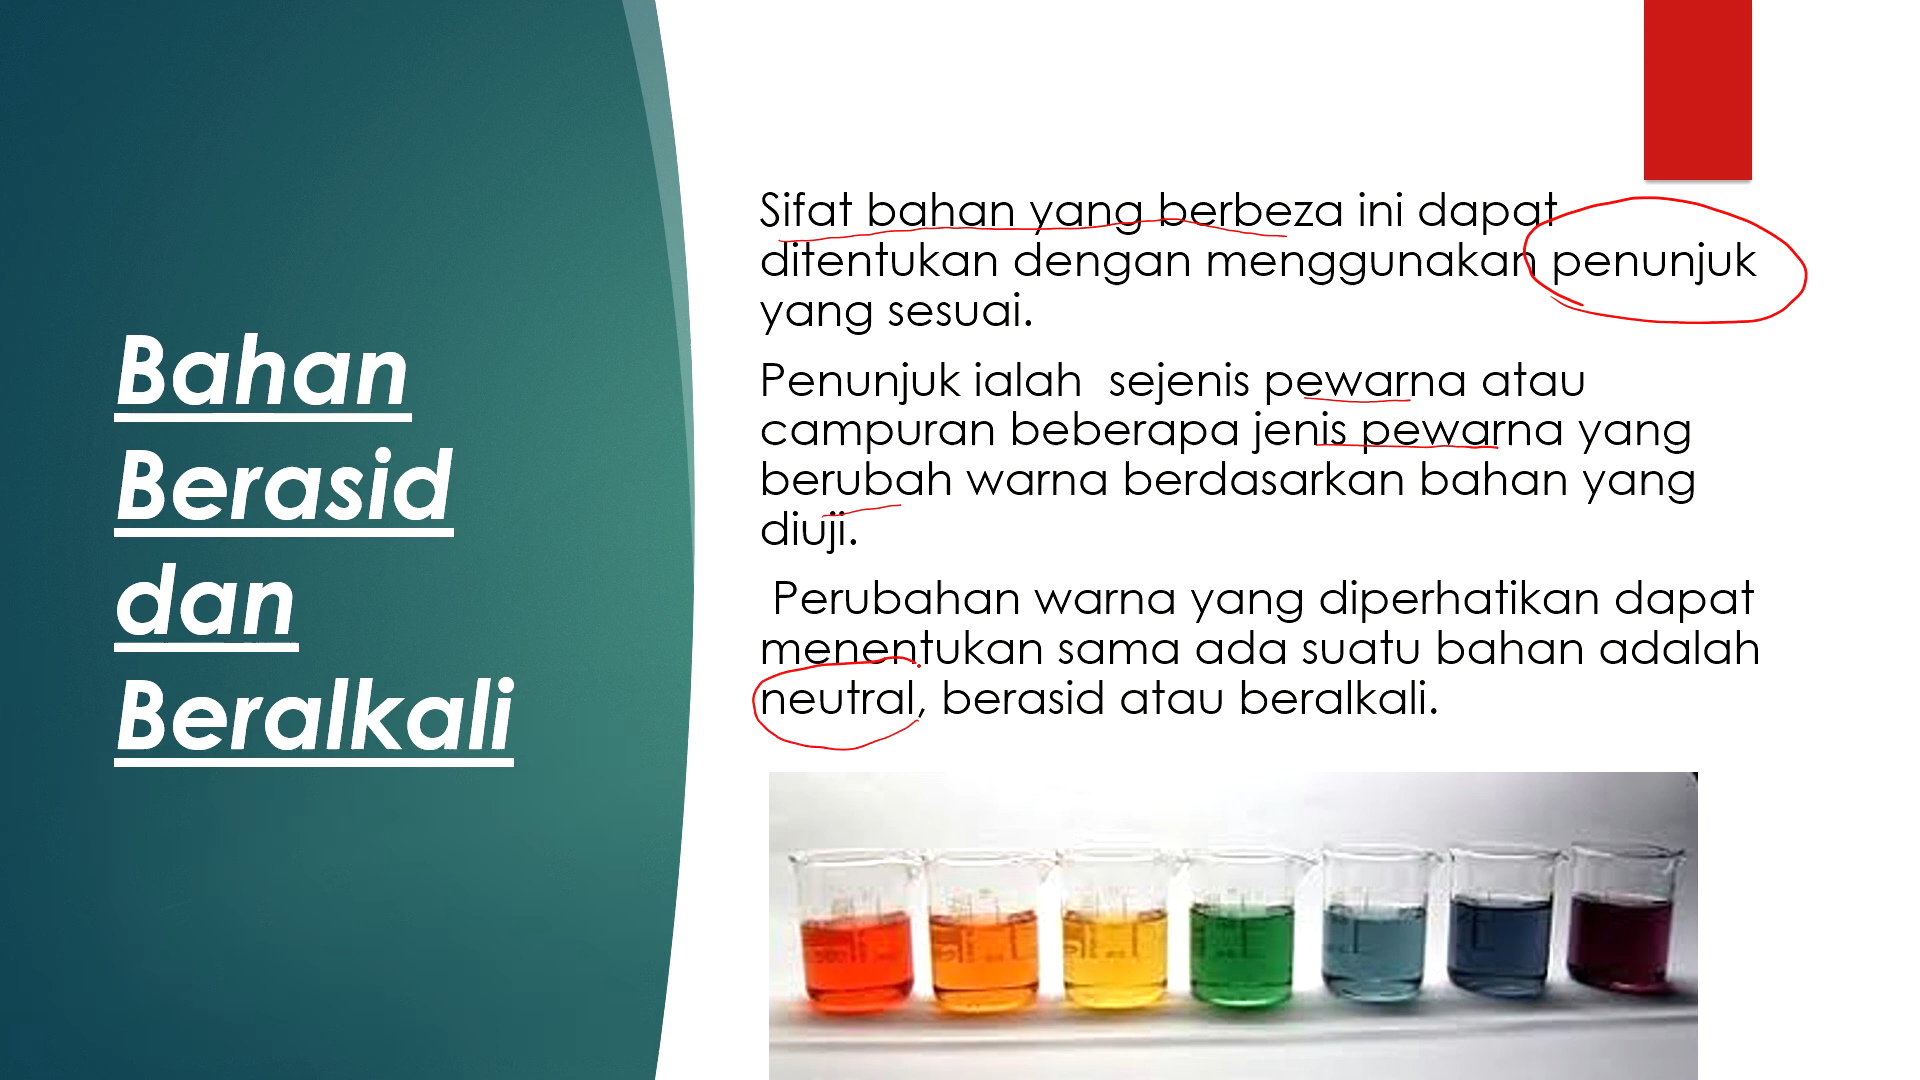 Bahan
Berasid
dan
Beralkali
Sifat bahan yang berbeza ini dapat
ditentukan dengan menggunakan penunjuk
yang sesuai.
Penunjuk ialah  sejenis pewarna atau
campuran beberapa jenis pewarna yang
berubah warna berdasarkan bahan yang
diuji.
Perubahan warna yang diperhatikan dapat
menentukan sama ada suatu bahan adalah
neutral, berasid atau beralkali.